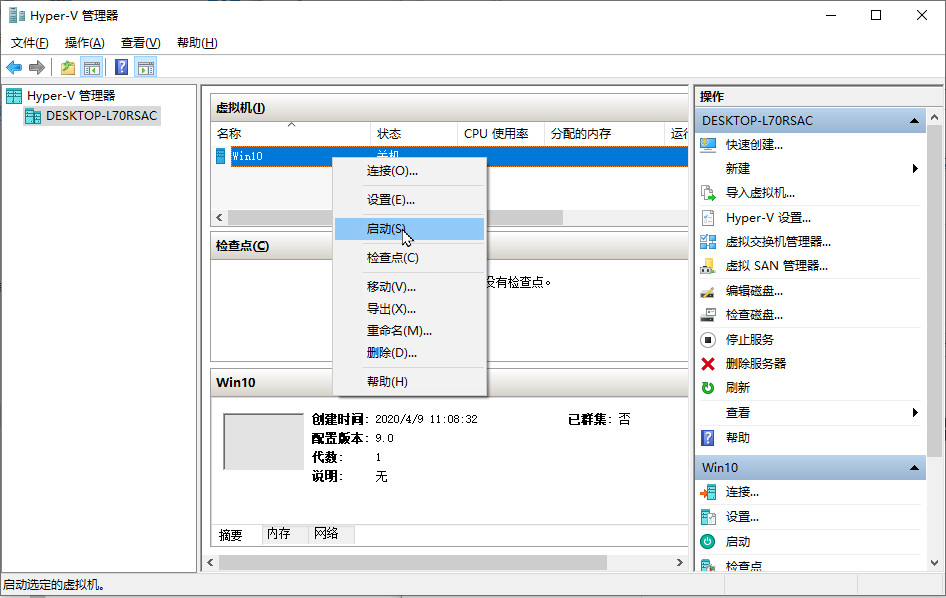 Hyper-V 管理器
文件(F) 操作(A) 查看(V) 帮助(H)
Hyper-V 管理器
DESKTOP-L70RSAC
虚拟机(I)
名称 状态 CPU 使用率 分配的内存 运行
Win10 关机
连接(O)...
设置(E)...
启动(S)
检查点(C)
移动(V)...
导出(X)...
重命名(M)...
删除(D)...
帮助(H)
检查点(C)
没有检查点。
Win10
创建时间: 2020/4/9 11:08:32 已群集: 否
配置版本: 9.0
代数: 1
说明: 无
摘要 内存 网络
操作
DESKTOP-L70RSAC
快速创建...
新建
导入虚拟机...
Hyper-V 设置...
虚拟交换机管理器...
虚拟 SAN 管理器...
编辑磁盘...
检查磁盘...
停止服务
删除服务器
刷新
查看
帮助
Win10
连接...
设置...
启动
检查点
启动选定的虚拟机。